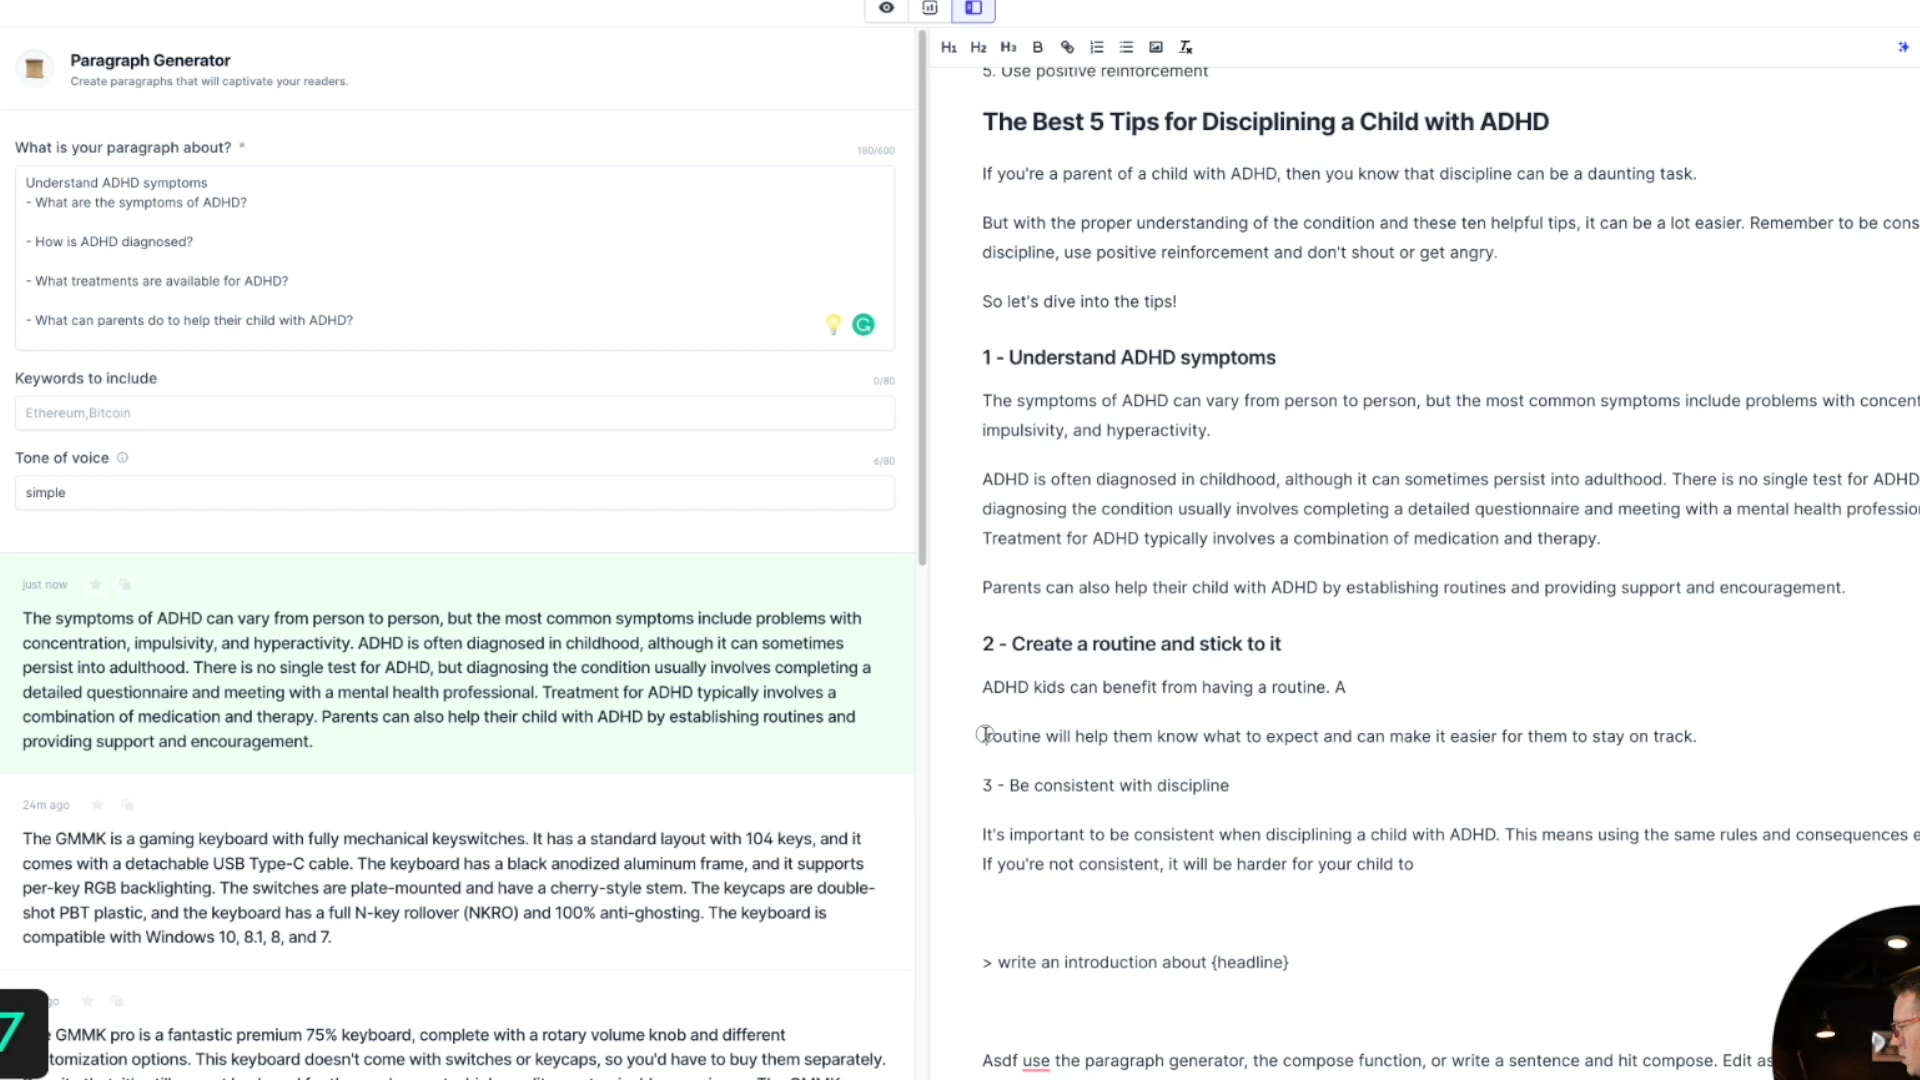 Paragraph Generator
Create paragraphs that will captivate your readers.
What is your paragraph about? *
180/600
Understand ADHD symptoms
- What are the symptoms of ADHD?
- How is ADHD diagnosed?
- What treatments are available for ADHD?
- What can parents do to help their child with ADHD?
Keywords to include
0/80
Ethereum,Bitcoin
Tone of voice
6/80
simple
just now
The symptoms of ADHD can vary from person to person, but the most common symptoms include problems with
concentration, impulsivity, and hyperactivity. ADHD is often diagnosed in childhood, although it can sometimes
persist into adulthood. There is no single test for ADHD, but diagnosing the condition usually involves completing a
detailed questionnaire and meeting with a mental health professional. Treatment for ADHD typically involves a
combination of medication and therapy. Parents can also help their child with ADHD by establishing routines and
providing support and encouragement.
24m ago
The GMMK is a gaming keyboard with fully mechanical keyswitches. It has a standard layout with 104 keys, and it
comes with a detachable USB Type-C cable. The keyboard has a black anodized aluminum frame, and it supports
per-key RGB backlighting. The switches are plate-mounted and have a cherry-style stem. The keycaps are double-
shot PBT plastic, and the keyboard has a full N-key rollover (NKRO) and 100% anti-ghosting. The keyboard is
compatible with Windows 10, 8.1, 8, and 7.
GMMK pro is a fantastic premium 75% keyboard, complete with a rotary volume knob and different
options. This keyboard doesn't come with switches or keycaps, so you'd have to buy them separately.
H1 H2 H3 B
5. Use positive reinforcement
The Best 5 Tips for Disciplining a Child with ADHD
If you're a parent of a child with ADHD, then you know that discipline can be a daunting task.
But with the proper understanding of the condition and these ten helpful tips, it can be a lot easier. Remember to be cons
discipline, use positive reinforcement and don't shout or get angry.
So let's dive into the tips!
1 - Understand ADHD symptoms
The symptoms of ADHD can vary from person to person, but the most common symptoms include problems with concent
impulsivity, and hyperactivity.
ADHD is often diagnosed in childhood, although it can sometimes persist into adulthood. There is no single test for ADHD
diagnosing the condition usually involves completing a detailed questionnaire and meeting with a mental health professio
Treatment for ADHD typically involves a combination of medication and therapy.
Parents can also help their child with ADHD by establishing routines and providing support and encouragement.
2 - Create a routine and stick to it
ADHD kids can benefit from having a routine. A
routine will help them know what to expect and can make it easier for them to stay on track.
3 - Be consistent with discipline
It's important to be consistent when disciplining a child with ADHD. This means using the same rules and consequences e
If you're not consistent, it will be harder for your child to
> write an introduction about {headline}
Asdf use the paragraph generator, the compose function, or write a sentence and hit compose. Edit as